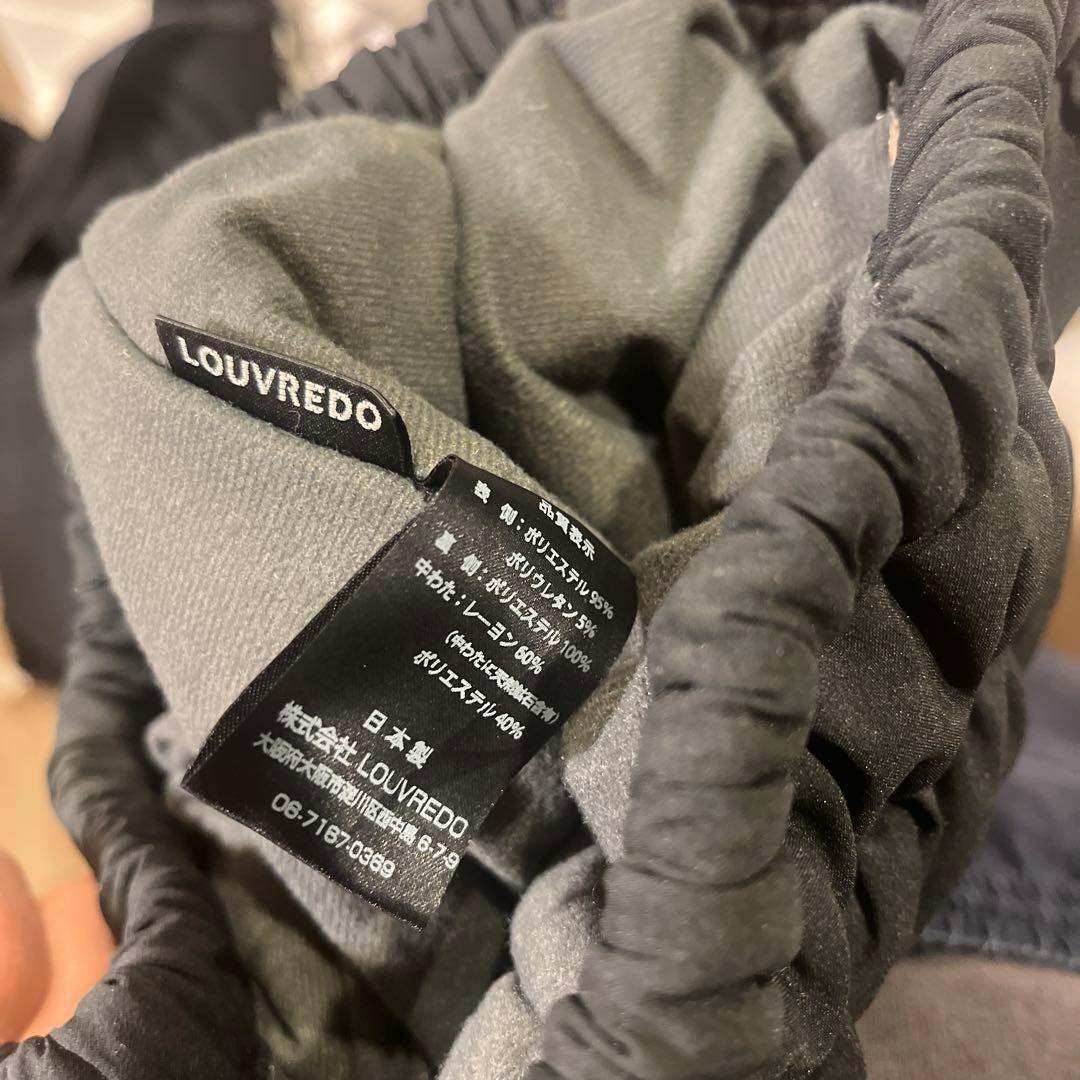 LOUVREDO
品質表示
表 側：ポリエステル 95%
ポリウレタン 5%
裏 側：ポリエステル 100%
中わた：レーヨン 60%
(中わたに天然鉱石含有)
ポリエステル 40%
日本製
株式会社 LOUVREDO
大阪府大阪市淀川区西中島 6-7-9
06-7167-0369